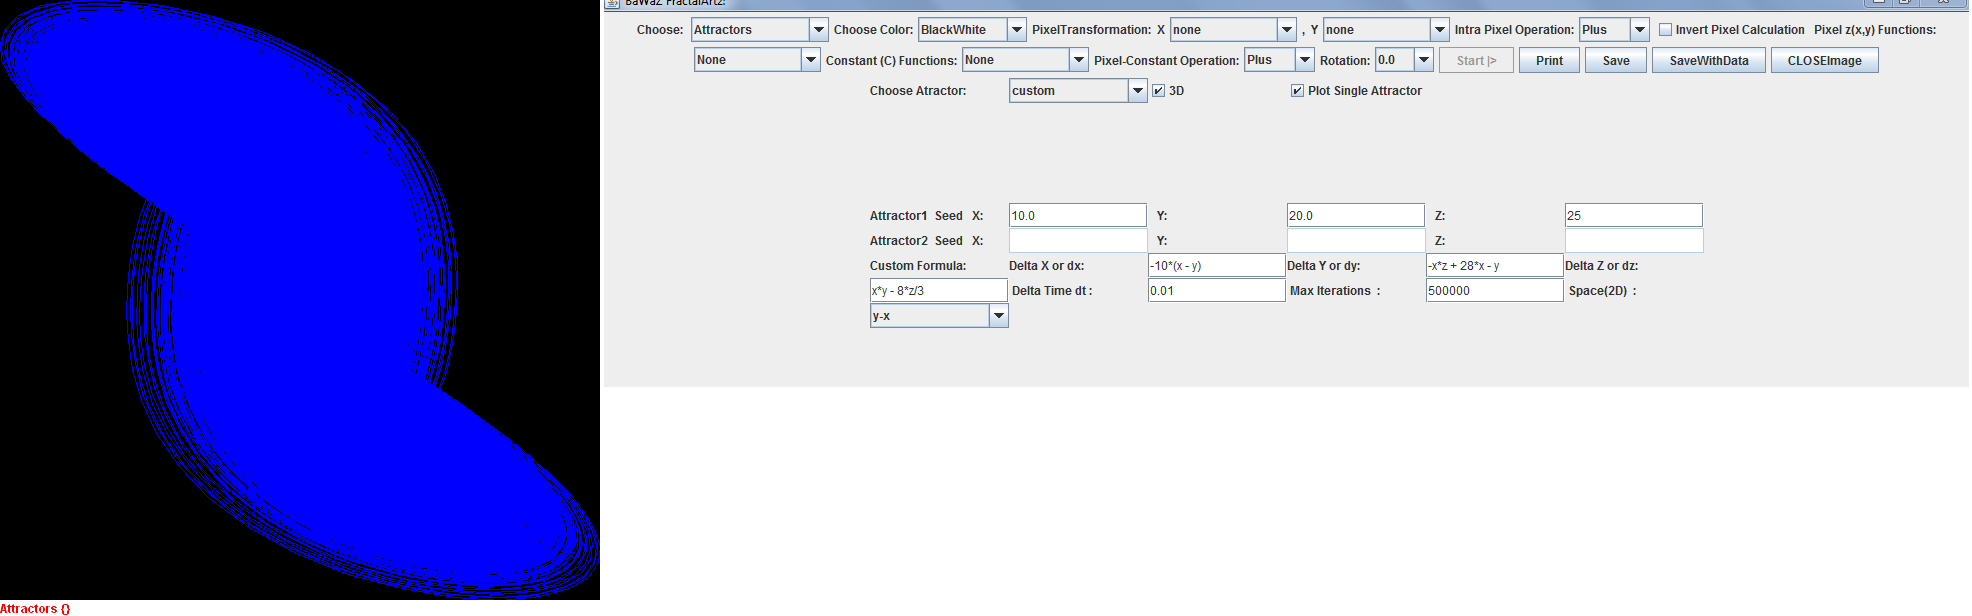 BaWaZ FractalArt2:
Choose: Attractors Choose Color: BlackWhite PixelTransformation: X none , Y none Intra Pixel Operation: Plus Invert Pixel Calculation Pixel z(x,y) Functions:
None Constant (C) Functions: None Pixel-Constant Operation: Plus Rotation: 0.0 Start |> Print Save SaveWithData CLOSEImage
Choose Atractor: custom 3D Plot Single Attractor
Attractor1 Seed X: 10.0 Y: 20.0 Z: 25
Attractor2 Seed X: Y: Z:
Custom Formula: Delta X or dx: -10*(x - y) Delta Y or dy: -x*z + 28*x - y Delta Z or dz:
x*y - 8*z/3 Delta Time dt : 0.01 Max Iterations : 500000 Space(2D) :
y-x
Attractors {}